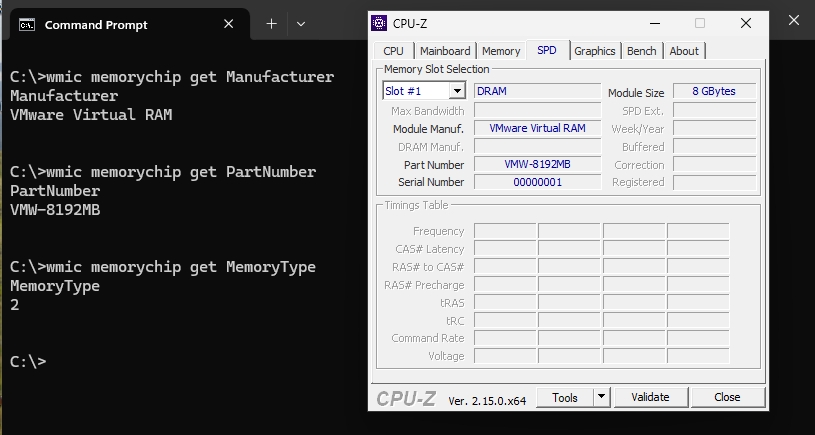 Command Prompt
C:\>wmic memorychip get Manufacturer
Manufacturer
VMware Virtual RAM
C:\>wmic memorychip get PartNumber
PartNumber
VMW-8192MB
C:\>wmic memorychip get MemoryType
MemoryType
2
C:\>
CPU-Z
CPU Mainboard Memory SPD Graphics Bench About
Memory Slot Selection
Slot #1 DRAM Module Size 8 GBytes
Max Bandwidth SPD Ext.
Module Manuf. VMware Virtual RAM Week/Year
DRAM Manuf. Buffered
Part Number VMW-8192MB Correction
Serial Number 00000001 Registered
Timings Table
Frequency
CAS# Latency
RAS# to CAS#
RAS# Precharge
tRAS
tRC
Command Rate
Voltage
CPU-Z Ver. 2.15.0.x64 Tools Validate Close